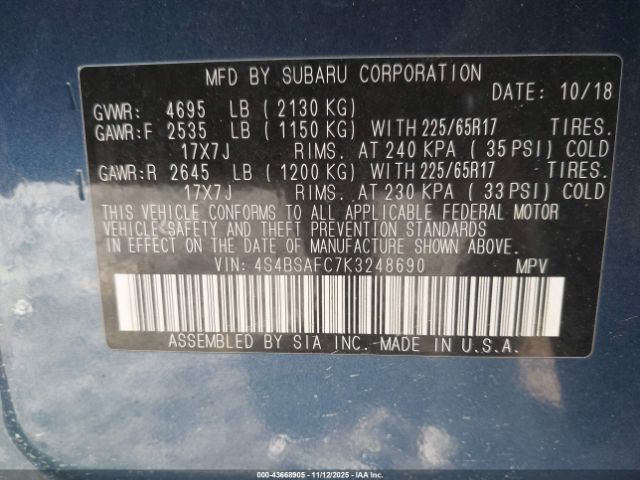 MFD BY SUBARU CORPORATION
DATE: 10/18
GVWR: 4695 LB (2130 KG)
GAWR:F 2535 LB (1150 KG) WITH 225/65R17 TIRES.
17X7J RIMS. AT 240 KPA (35 PSI) COLD
GAWR:R 2645 LB (1200 KG) WITH 225/65R17 TIRES.
17X7J RIMS. AT 230 KPA (33 PSI) COLD
THIS VEHICLE CONFORMS TO ALL APPLICABLE FEDERAL MOTOR
VEHICLE SAFETY AND THEFT PREVENTION STANDARDS
IN EFFECT ON THE DATE OF MANUFACTURE SHOWN ABOVE.
VIN: 4S4BSAFC7K3248690 MPV
ASSEMBLED BY SIA INC. MADE IN U.S.A.
000-43668905 - 11/12/2025 - IAAI.COM